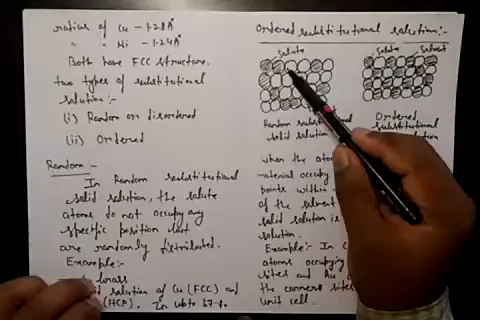 radius of Cu - 1.28A°
" " Ni - 1.24A°
Both have FCC structure.
two types of substitutional
solution:-
(i) Random or disordered
(ii) Ordered
Random:-
In Random substitutional
solid solution, the solute
atoms do not occupy any
specific position but
are randomly distributed.
Example:-
brass
solution of Cu (FCC) and
(HCP). Zn upto 37%.
Ordered substitutional solution:-
Solute
Random substitutional
solid solution
Solute Solvent
Ordered
substitutional
when the atoms
material occupy
points within
of the solvent
solid solution is
solution.
Example:- In C
atoms occupying
sites and Au
the corner sites
unit cell.